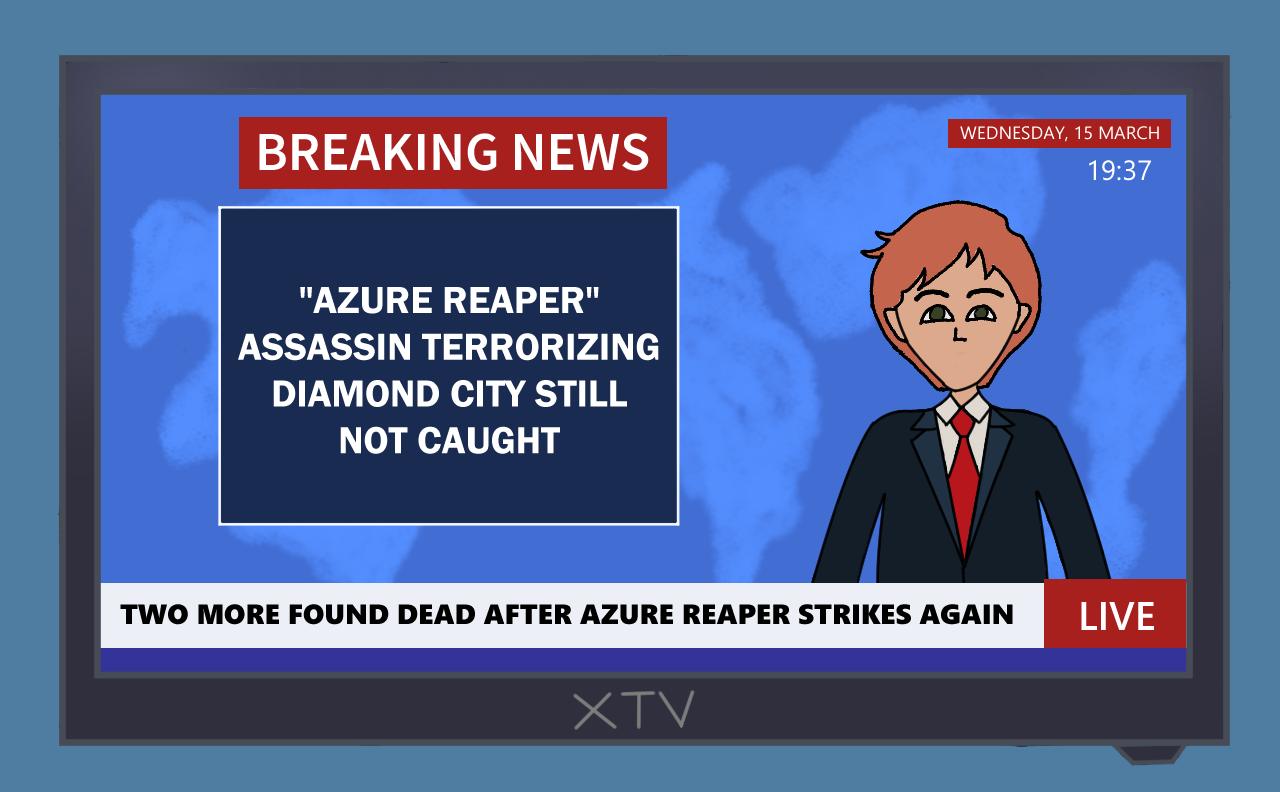 BREAKING NEWS
WEDNESDAY, 15 MARCH
19:37
"AZURE REAPER"
ASSASSIN TERRORIZING
DIAMOND CITY STILL
NOT CAUGHT
TWO MORE FOUND DEAD AFTER AZURE REAPER STRIKES AGAIN
LIVE
XTV